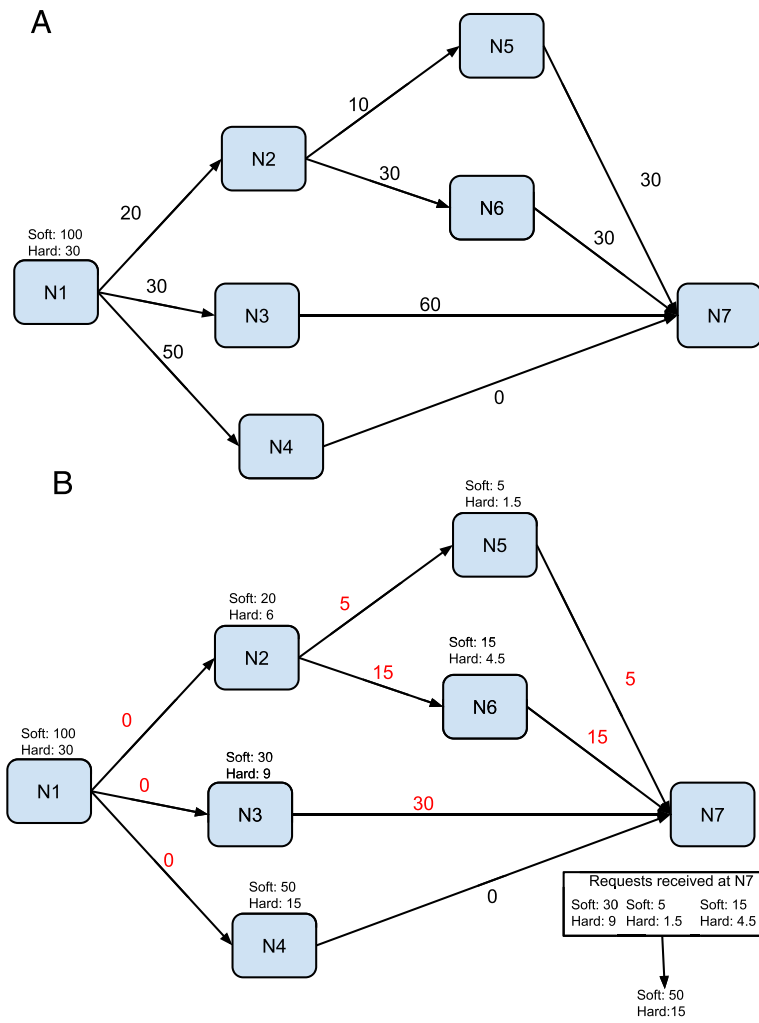 A
N5
10
N2
30
30
N6
20
30
Soft: 100
Hard: 30
N1
30
N3
60
N7
50
0
N4
B
Soft: 5
Hard: 1.5
N5
Soft: 20
Hard: 6
5
N2
Soft: 15
Hard: 4.5
15
5
N6
0
15
Soft: 100
Hard: 30
N1
Soft: 30
Hard: 9
0
N3
30
N7
0
Soft: 50
Hard: 15
0
N4
Requests received at N7
Soft: 30 Soft: 5 Soft: 15
Hard: 9 Hard: 1.5 Hard: 4.5
Soft: 50
Hard:15